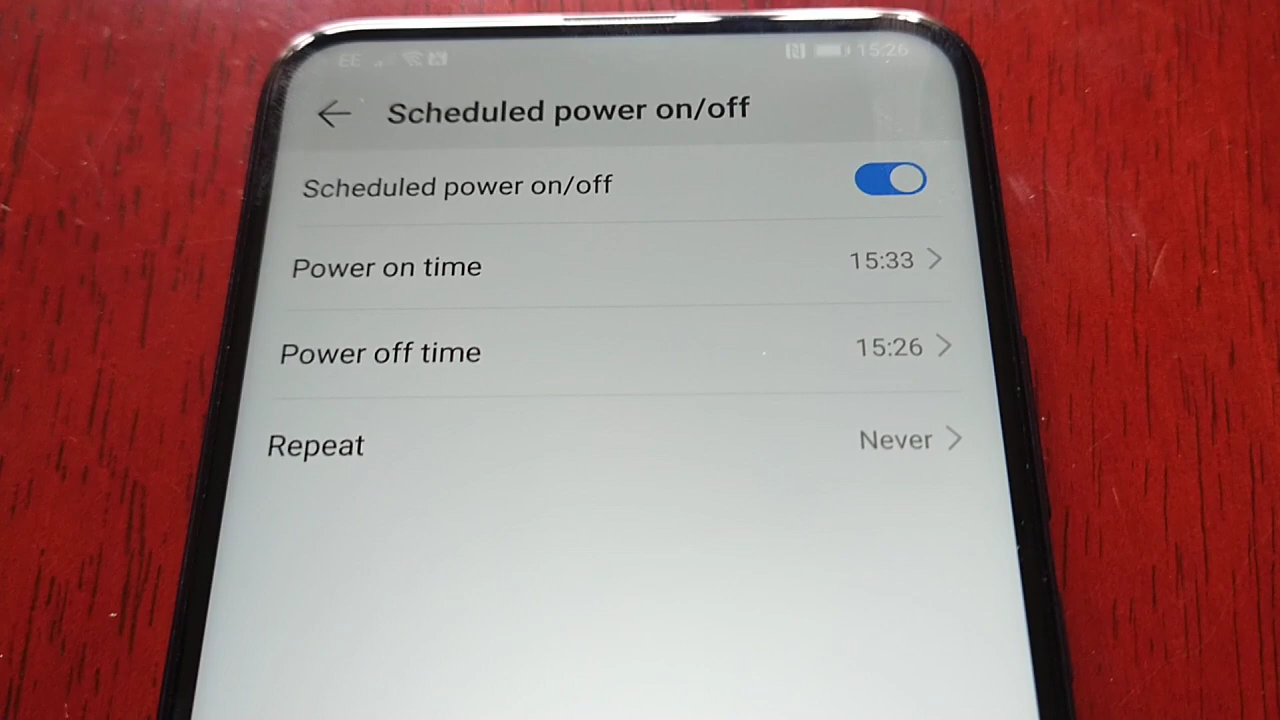 EE 15:26
Scheduled power on/off
Scheduled power on/off
Power on time 15:33
Power off time 15:26
Repeat Never